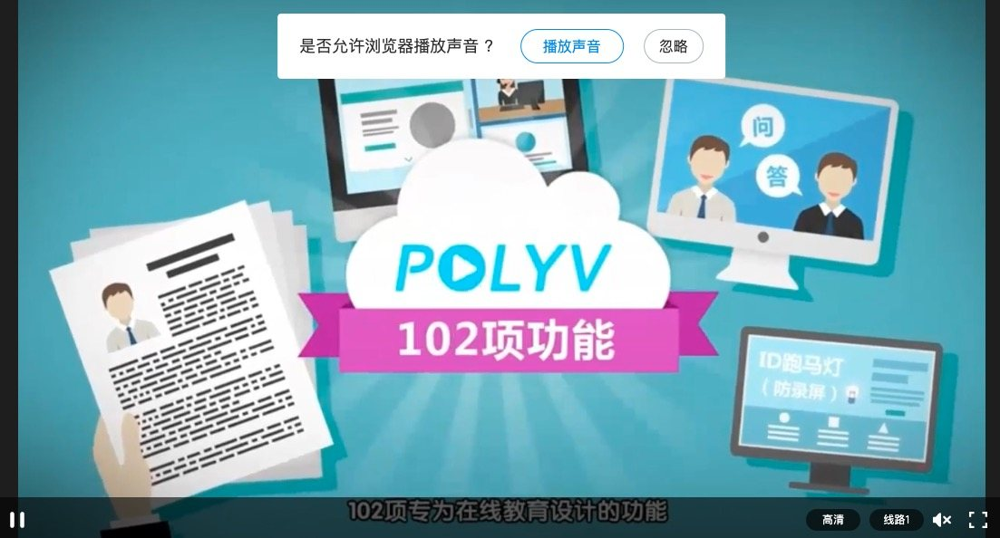 是否允许浏览器播放声音 ？ 播放声音 忽略
问
答
POLYV
102项功能
ID跑马灯
（防录屏）
102项专为在线教育设计的功能
高清 线路1